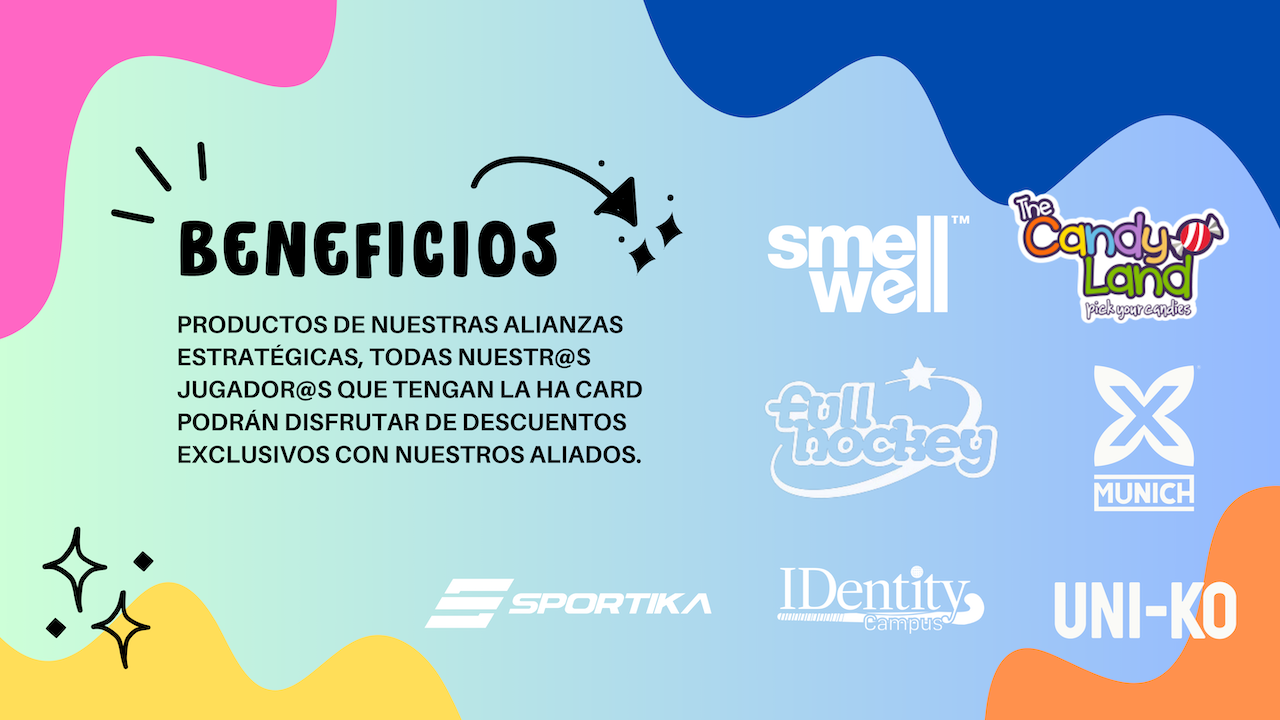 BENEFICIOS
PRODUCTOS DE NUESTRAS ALIANZAS
ESTRATÉGICAS, TODAS NUESTR@S
JUGADOR@S QUE TENGAN LA HA CARD
PODRÁN DISFRUTAR DE DESCUENTOS
EXCLUSIVOS CON NUESTROS ALIADOS.
smell™
well
The
Candy
Land
pick your candies
full
hockey
MUNICH
SPORTIKA
IDentity
Campus
UNI-KO